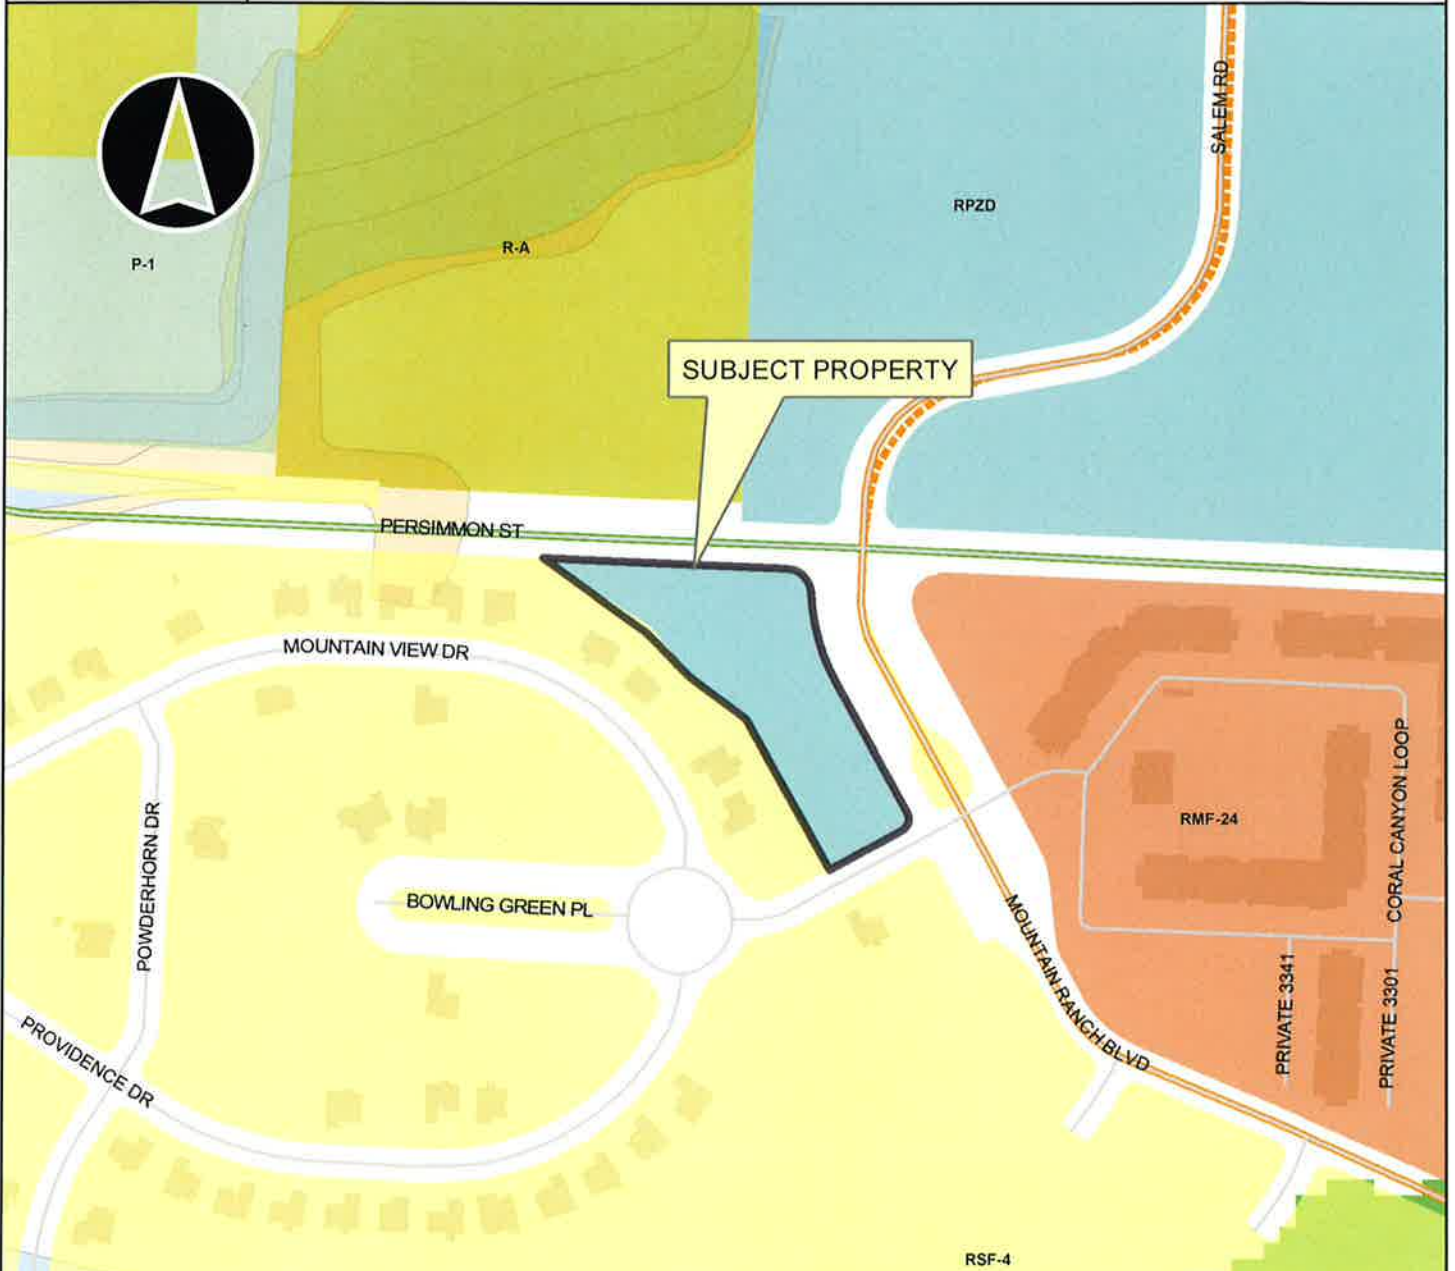 SALEM RD
RPZD
R-A
P-1
SUBJECT PROPERTY
PERSIMMON ST
MOUNTAIN VIEW DR
CORAL CANYON LOOP
RMF-24
POWDERHORN DR
BOWLING GREEN PL
MOUNTAIN RANCH BLVD
PRIVATE 3341
PRIVATE 3301
PROVIDENCE DR
RSF-4